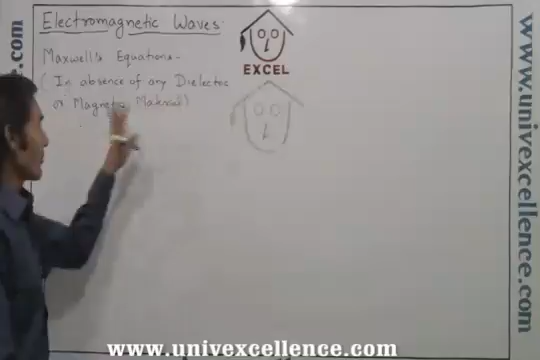 Electromagnetic Waves
Maxwell's Equations-
(In absence of any Dielectric
or Magnetic Material)
EXCEL
www.univexcellence.com
www.univexcellence.com